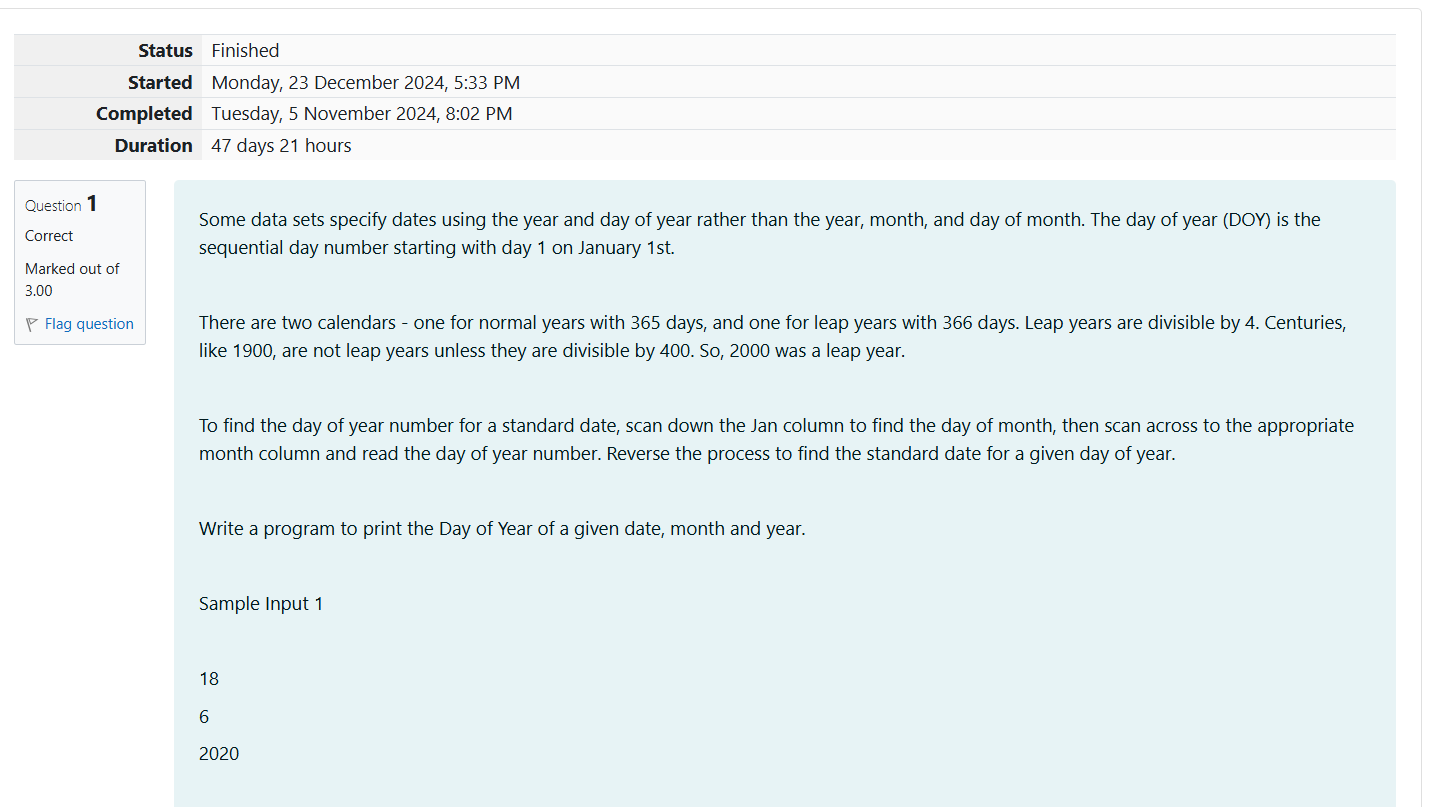 Status Finished
Started Monday, 23 December 2024, 5:33 PM
Completed Tuesday, 5 November 2024, 8:02 PM
Duration 47 days 21 hours
Question 1
Correct
Marked out of
3.00
Flag question
Some data sets specify dates using the year and day of year rather than the year, month, and day of month. The day of year (DOY) is the
sequential day number starting with day 1 on January 1st.
There are two calendars - one for normal years with 365 days, and one for leap years with 366 days. Leap years are divisible by 4. Centuries,
like 1900, are not leap years unless they are divisible by 400. So, 2000 was a leap year.
To find the day of year number for a standard date, scan down the Jan column to find the day of month, then scan across to the appropriate
month column and read the day of year number. Reverse the process to find the standard date for a given day of year.
Write a program to print the Day of Year of a given date, month and year.
Sample Input 1
18
6
2020